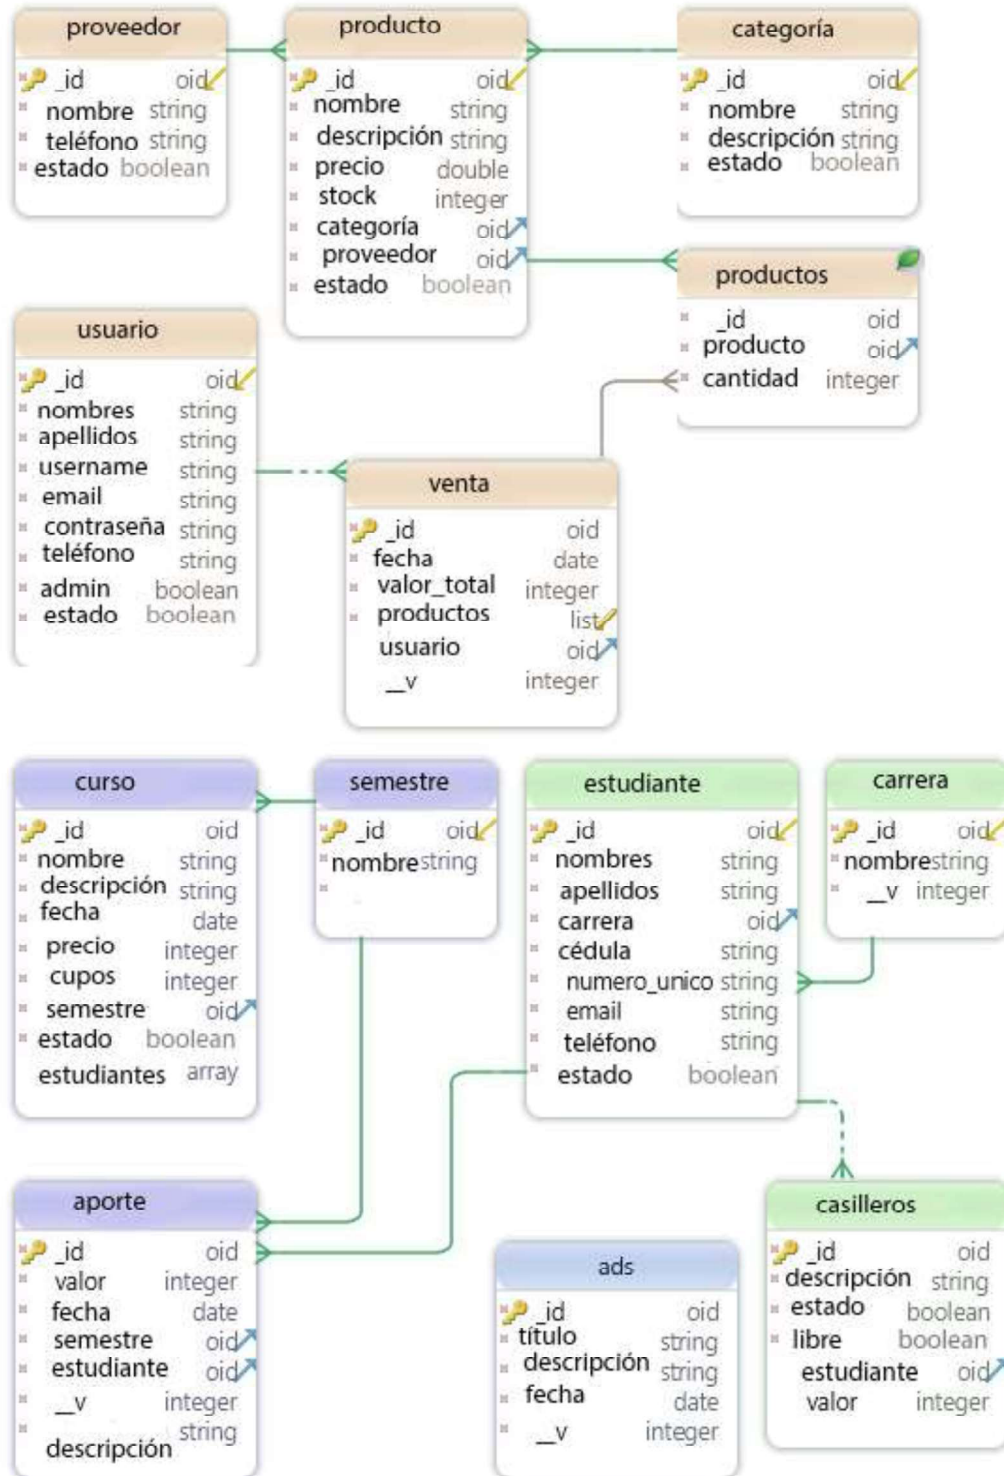 proveedor
_id oid
nombre string
teléfono string
estado boolean
producto
_id oid
nombre string
descripción string
precio double
stock integer
categoría oid
proveedor oid
estado boolean
categoría
_id oid
nombre string
descripción string
estado boolean
productos
_id oid
producto oid
cantidad integer
usuario
_id oid
nombres string
apellidos string
username string
email string
contraseña string
teléfono string
admin boolean
estado boolean
venta
_id oid
fecha date
valor_total integer
productos list
usuario oid
__v integer
curso
_id oid
nombre string
descripción string
fecha date
precio integer
cupos integer
semestre oid
estado boolean
estudiantes array
semestre
_id oid
nombre string
estudiante
_id oid
nombres string
apellidos string
carrera oid
cédula string
numero_unico string
email string
teléfono string
estado boolean
carrera
_id oid
nombre string
__v integer
aporte
_id oid
valor integer
fecha date
semestre oid
estudiante oid
__v integer
descripción string
ads
_id oid
título string
descripción string
fecha date
__v integer
casilleros
_id oid
descripción string
estado boolean
libre boolean
estudiante oid
valor integer